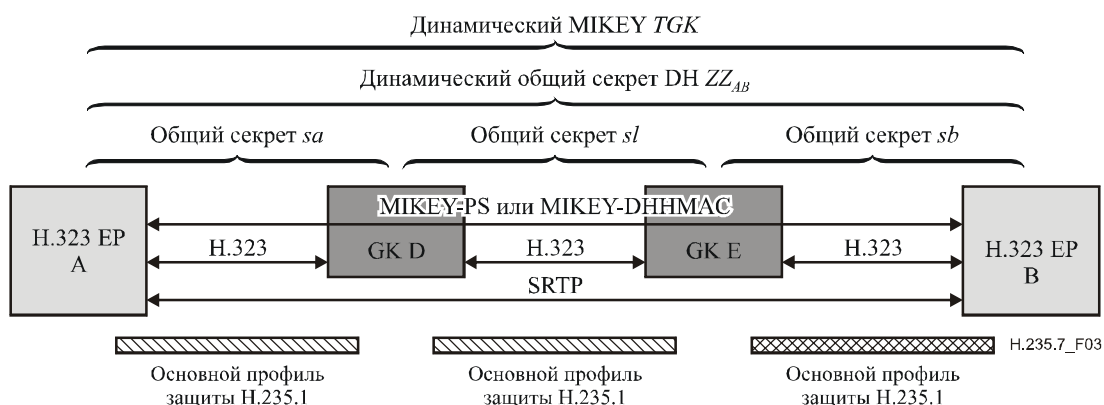 Динамический MIKEY TGK
Динамический общий секрет DH ZZ_AB
Общий секрет sa
Общий секрет sl
Общий секрет sb
MIKEY-PS или MIKEY-DHHMAC
H.323 EP
A
H.323
GK D
H.323
GK E
H.323
H.323 EP
B
SRTP
H.235.7_F03
Основной профиль
защиты H.235.1
Основной профиль
защиты H.235.1
Основной профиль
защиты H.235.1